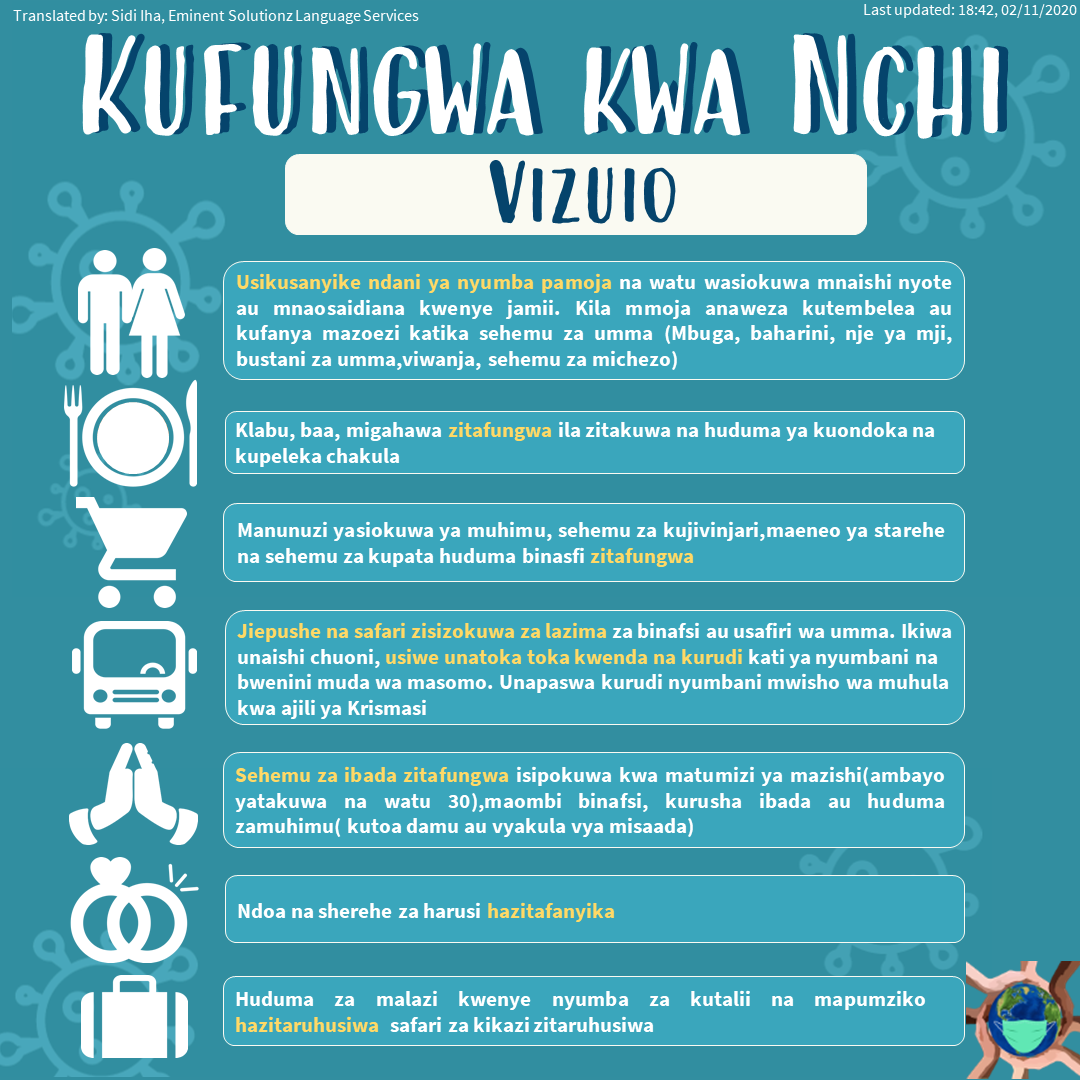 Translated by: Sidi Iha, Eminent Solutionz Language Services
Last updated: 18:42, 02/11/2020
KUFUNGWA KWA NCHI
VIZUIO
Usikusanyike ndani ya nyumba pamoja na watu wasiokuwa mnaishi nyote
au mnaosaidiana kwenye jamii. Kila mmoja anaweza kutembelea au
kufanya mazoezi katika sehemu za umma (Mbuga, baharini, nje ya mji,
bustani za umma,viwanja, sehemu za michezo)
Klabu, baa, migahawa zitafungwa ila zitakuwa na huduma ya kuondoka na
kupeleka chakula
Manunuzi yasiokuwa ya muhimu, sehemu za kujivinjari,maeneo ya starehe
na sehemu za kupata huduma binasfi zitafungwa
Jiepushe na safari zisizokuwa za lazima za binafsi au usafiri wa umma. Ikiwa
unaishi chuoni, usiwe unatoka toka kwenda na kurudi kati ya nyumbani na
bwenini muda wa masomo. Unapaswa kurudi nyumbani mwisho wa muhula
kwa ajili ya Krismasi
Sehemu za ibada zitafungwa isipokuwa kwa matumizi ya mazishi(ambayo
yatakuwa na watu 30),maombi binafsi, kurusha ibada au huduma
zamuhimu( kutoa damu au vyakula vya misaada)
Ndoa na sherehe za harusi hazitafanyika
Huduma za malazi kwenye nyumba za kutalii na mapumziko
hazitaruhusiwa safari za kikazi zitaruhusiwa